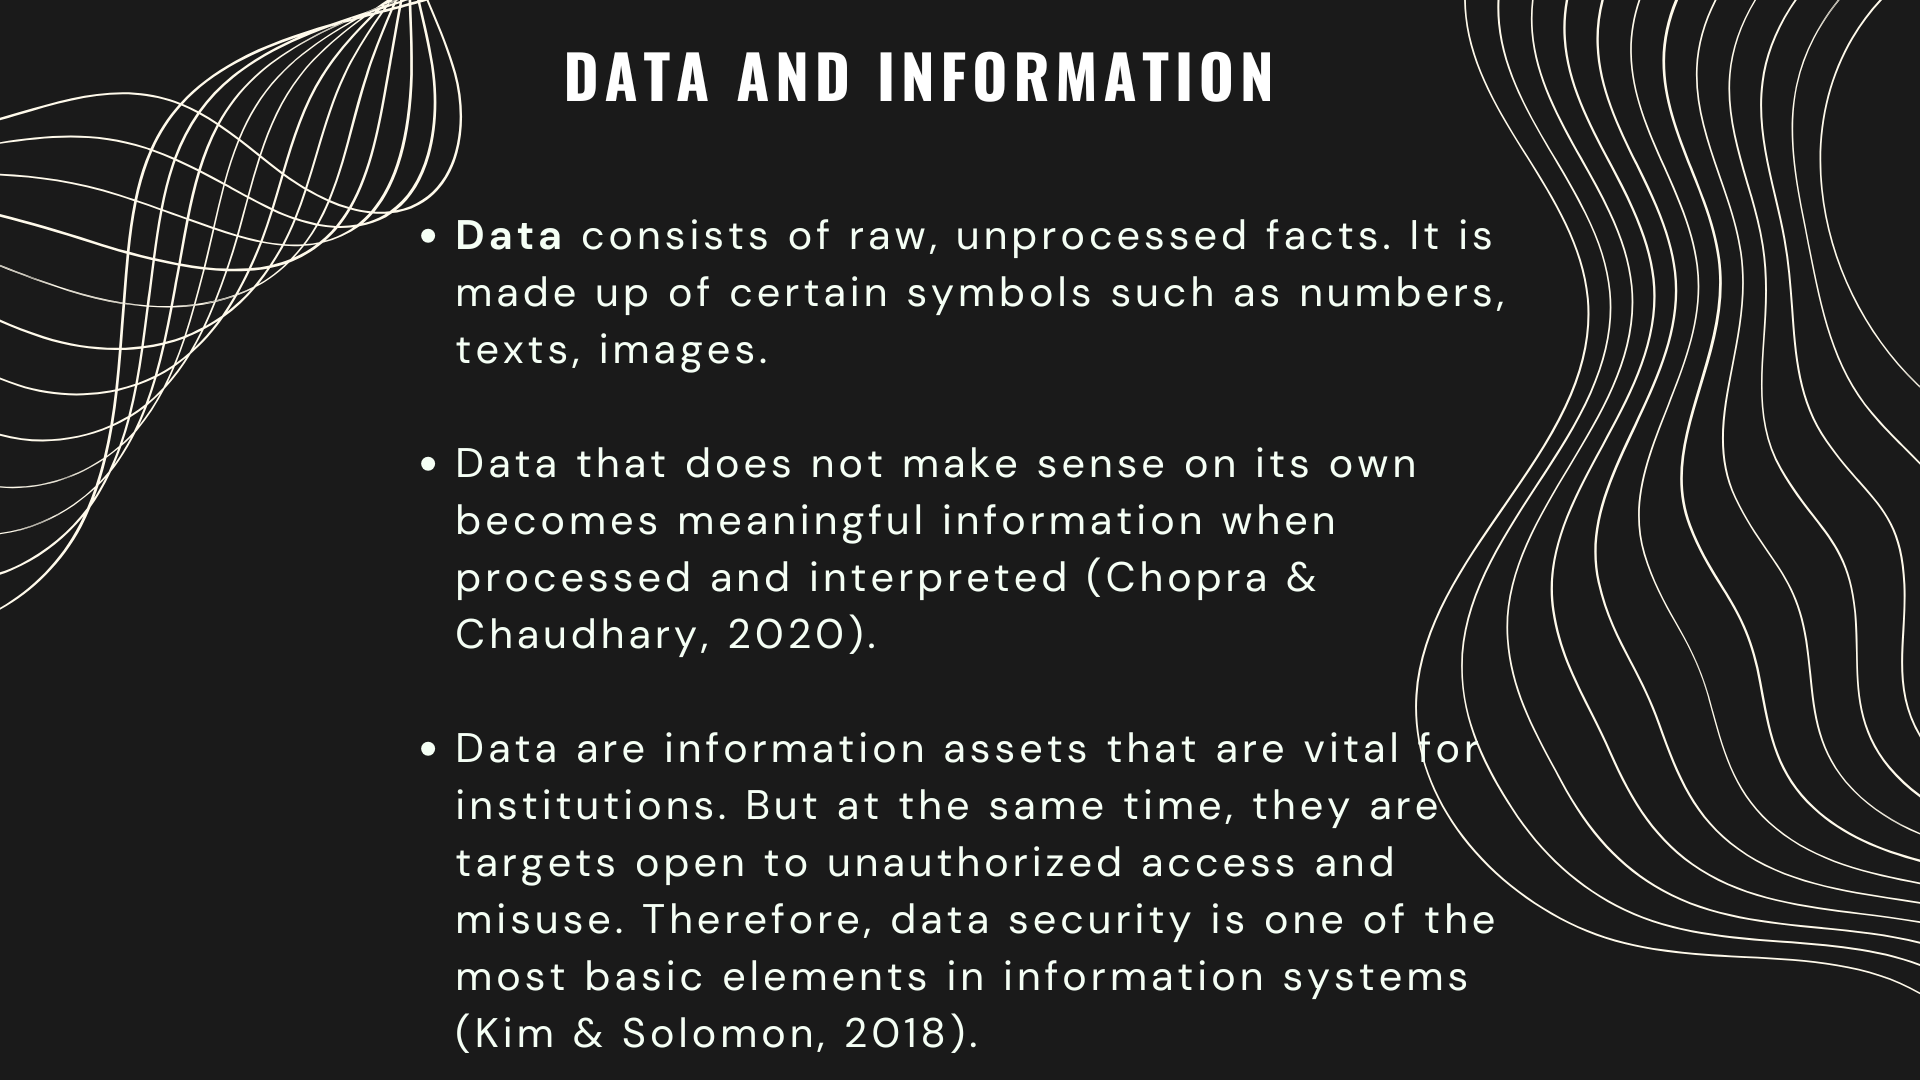 DATA AND INFORMATION
• Data consists of raw, unprocessed facts. It is
made up of certain symbols such as numbers,
texts, images.
• Data that does not make sense on its own
becomes meaningful information when
processed and interpreted (Chopra &
Chaudhary, 2020).
• Data are information assets that are vital for
institutions. But at the same time, they are
targets open to unauthorized access and
misuse. Therefore, data security is one of the
most basic elements in information systems
(Kim & Solomon, 2018).